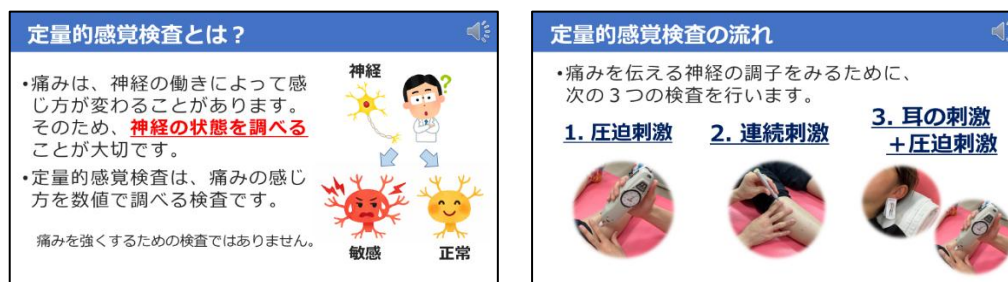 定量的感覚検査とは？
•痛みは、神経の働きによって感
じ方が変わることがあります。
そのため、神経の状態を調べる
ことが大切です。
•定量的感覚検査は、痛みの感じ
方を数値で調べる検査です。
痛みを強くするための検査ではありません。
神経
?
敏感
正常
定量的感覚検査の流れ
•痛みを伝える神経の調子をみるために、
次の３つの検査を行います。
1. 圧迫刺激
2. 連続刺激
3. 耳の刺激
＋圧迫刺激